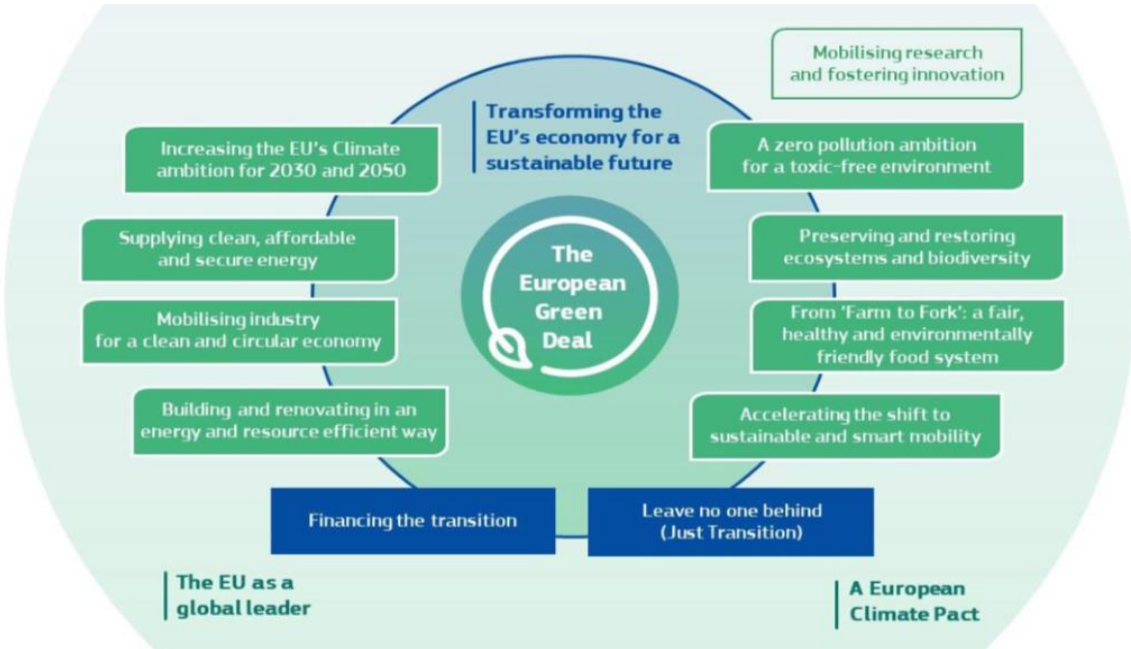 Mobilising research
and fostering innovation
Transforming the
EU's economy for a
sustainable future
Increasing the EU's Climate
ambition for 2030 and 2050
Supplying clean, affordable
and secure energy
Mobilising industry
for a clean and circular economy
Building and renovating in an
energy and resource efficient way
The
European
Green
Deal
A zero pollution ambition
for a toxic-free environment
Preserving and restoring
ecosystems and biodiversity
From ‘Farm to Fork’: a fair,
healthy and environmentally
friendly food system
Accelerating the shift to
sustainable and smart mobility
Financing the transition
Leave no one behind
(Just Transition)
The EU as a
global leader
A European
Climate Pact